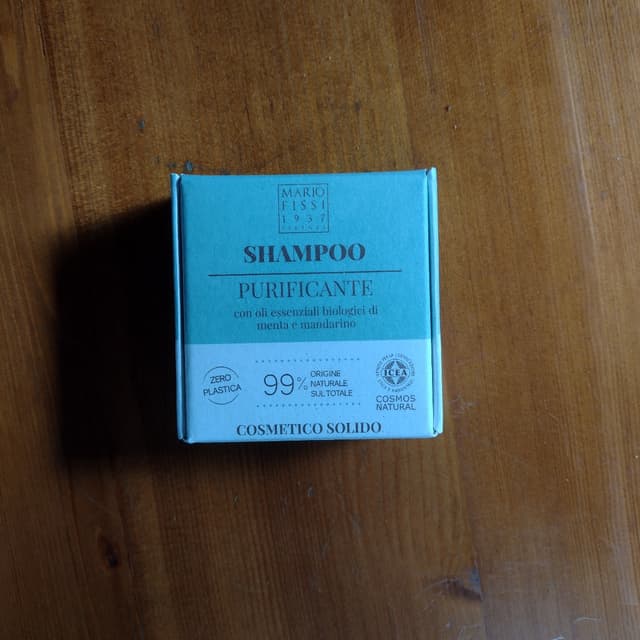 MARIO
FISSI
1937
FIRENZE
SHAMPOO
PURIFICANTE
con oli essenziali biologici di
menta e mandarino
ZERO
PLASTICA
99%
ORIGINE
NATURALE
SUL TOTALE
ICEA
COSMOS
NATURAL
COSMETICO SOLIDO